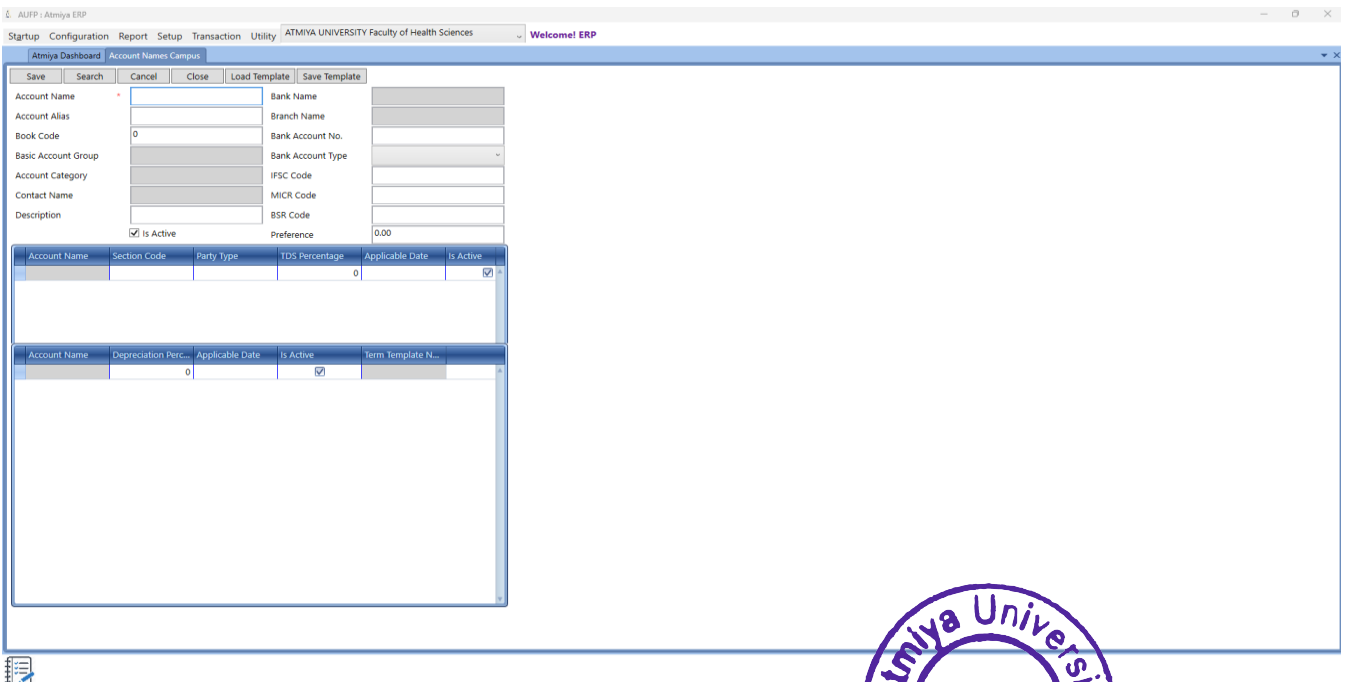 AUFP : Atmiya ERP
Startup Configuration Report Setup Transaction Utility ATMIYA UNIVERSITY Faculty of Health Sciences Welcome! ERP
Atmiya Dashboard Account Names Campus
Save Search Cancel Close Load Template Save Template
Account Name * Bank Name
Account Alias Branch Name
Book Code 0 Bank Account No.
Basic Account Group Bank Account Type
Account Category IFSC Code
Contact Name MICR Code
Description BSR Code
Is Active Preference 0.00
Account Name Section Code Party Type TDS Percentage Applicable Date Is Active
0
Account Name Depreciation Perc... Applicable Date Is Active Term Template N...
0